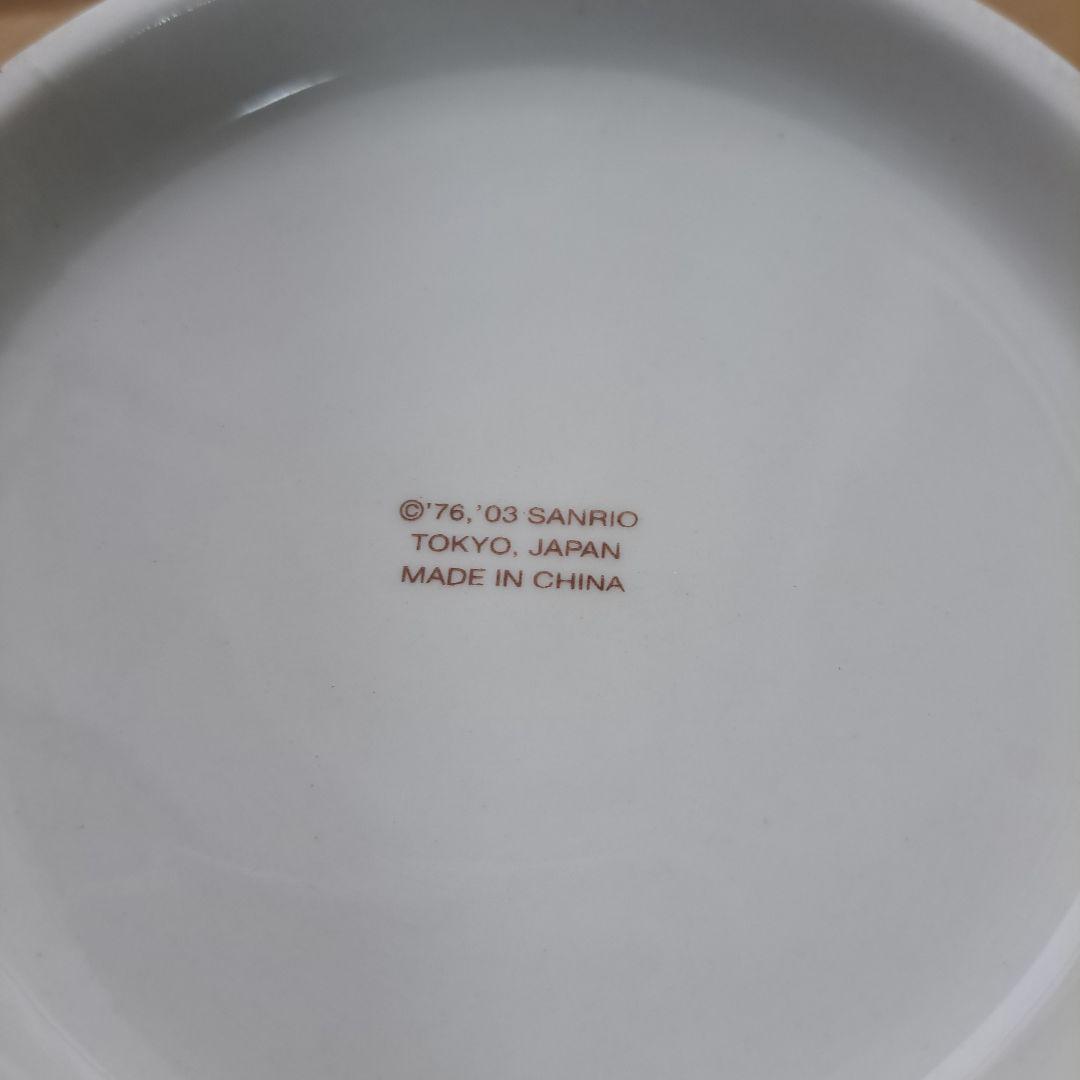 ©'76,'03 SANRIO
TOKYO, JAPAN
MADE IN CHINA